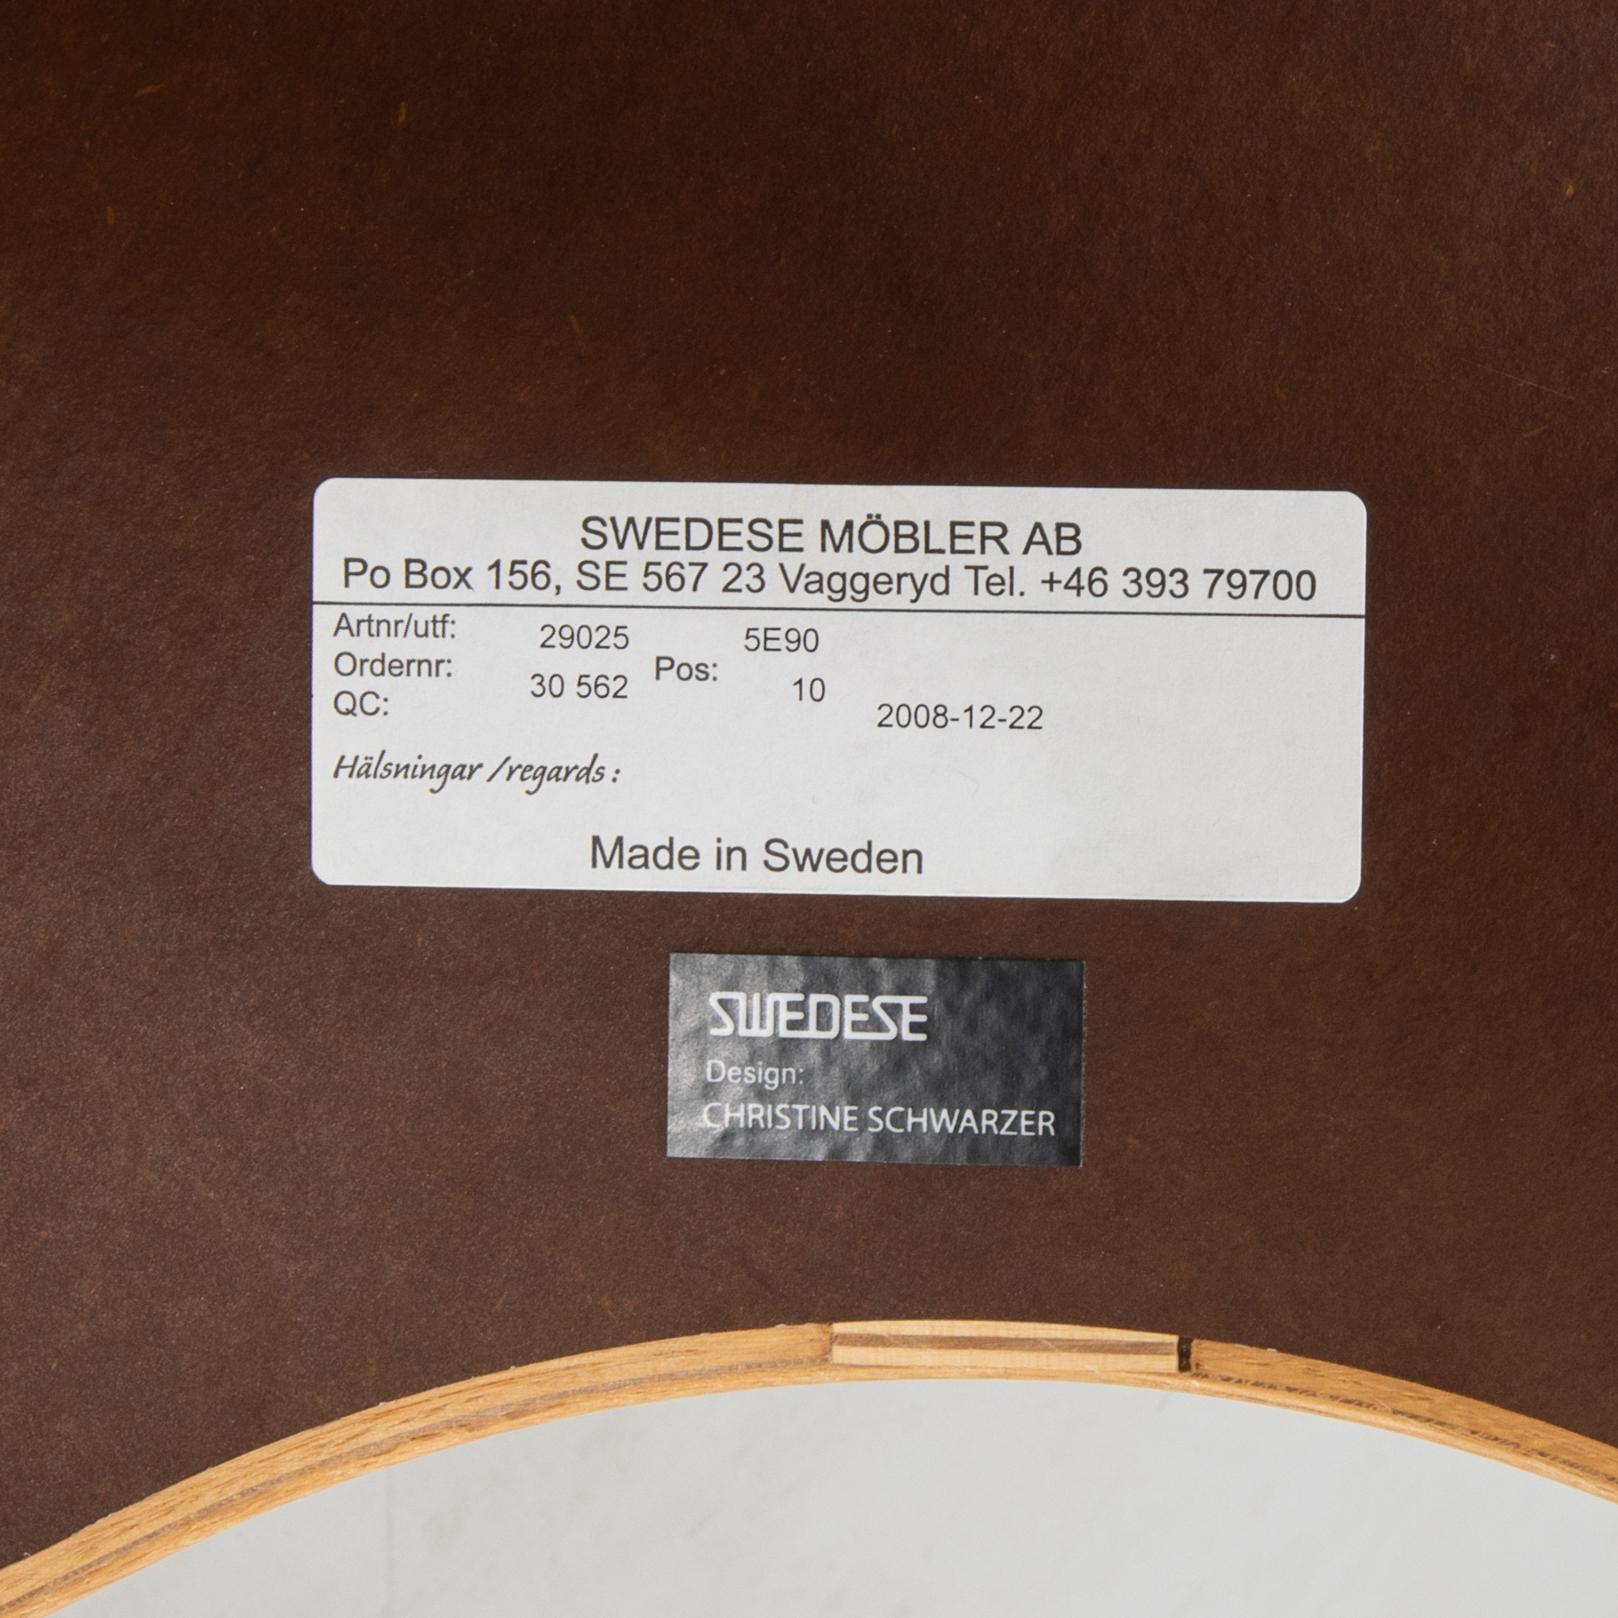 SWEDESE MÖBLER AB
Po Box 156, SE 567 23 Vaggeryd Tel. +46 393 79700
Artnr/utf: 29025 5E90
Ordernr: 30 562 Pos: 10
QC: 2008-12-22
Hälsningar /regards :
Made in Sweden
SWEDESE
Design:
CHRISTINE SCHWARZER